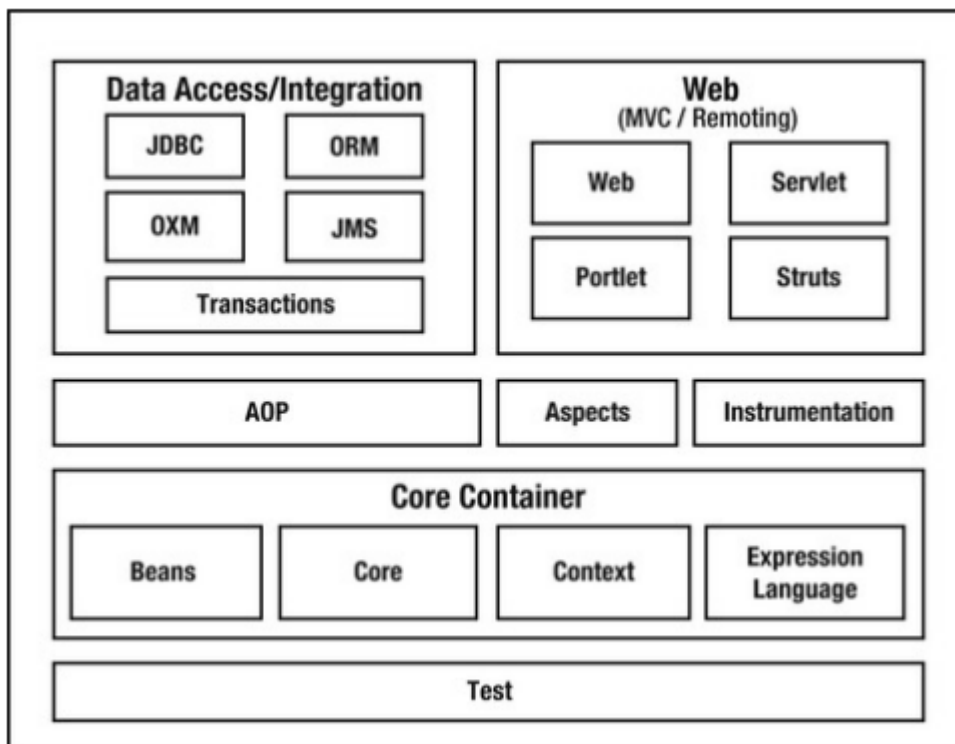 Data Access/Integration
JDBC
ORM
OXM
JMS
Transactions
Web
(MVC / Remoting)
Web
Servlet
Portlet
Struts
AOP
Aspects
Instrumentation
Core Container
Beans
Core
Context
Expression
Language
Test